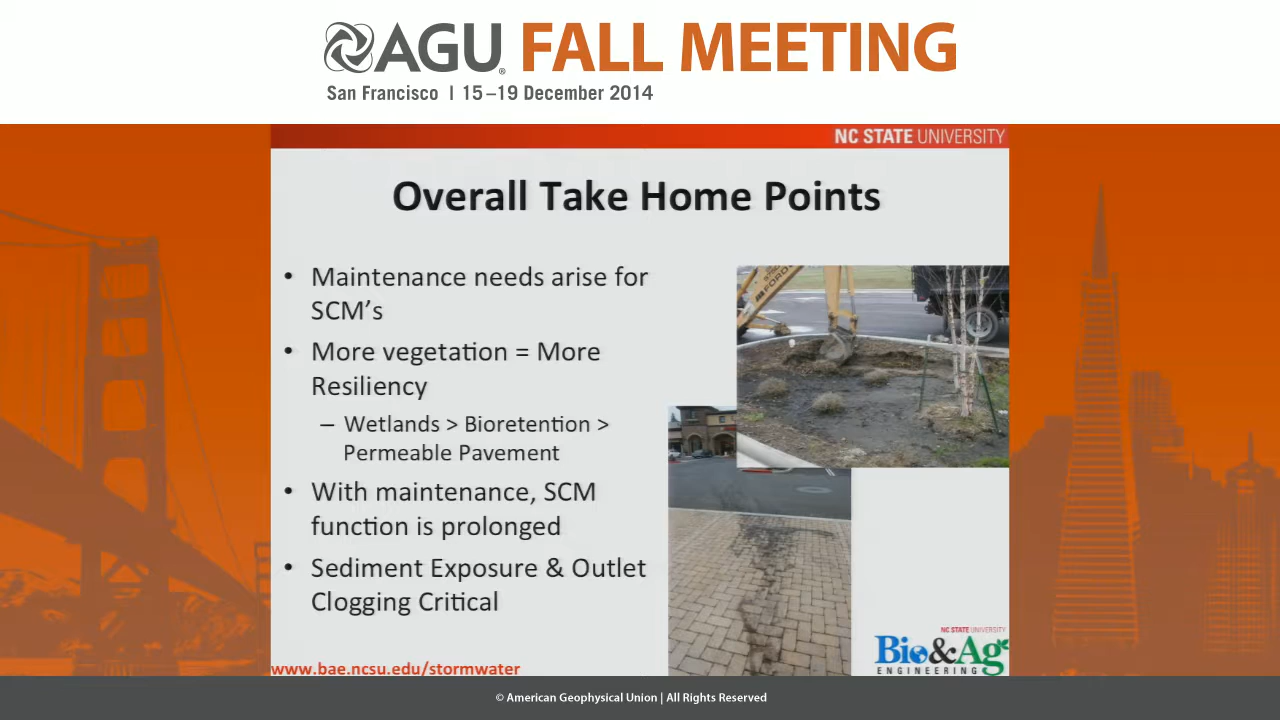 AGU® FALL MEETING
San Francisco | 15–19 December 2014
NC STATE UNIVERSITY
Overall Take Home Points
• Maintenance needs arise for
SCM’s
• More vegetation = More
Resiliency
– Wetlands > Bioretention >
Permeable Pavement
• With maintenance, SCM
function is prolonged
• Sediment Exposure & Outlet
Clogging Critical
FORD
NC STATE UNIVERSITY
Bio&Ag
ENGINEERING
www.bae.ncsu.edu/stormwater
© American Geophysical Union | All Rights Reserved